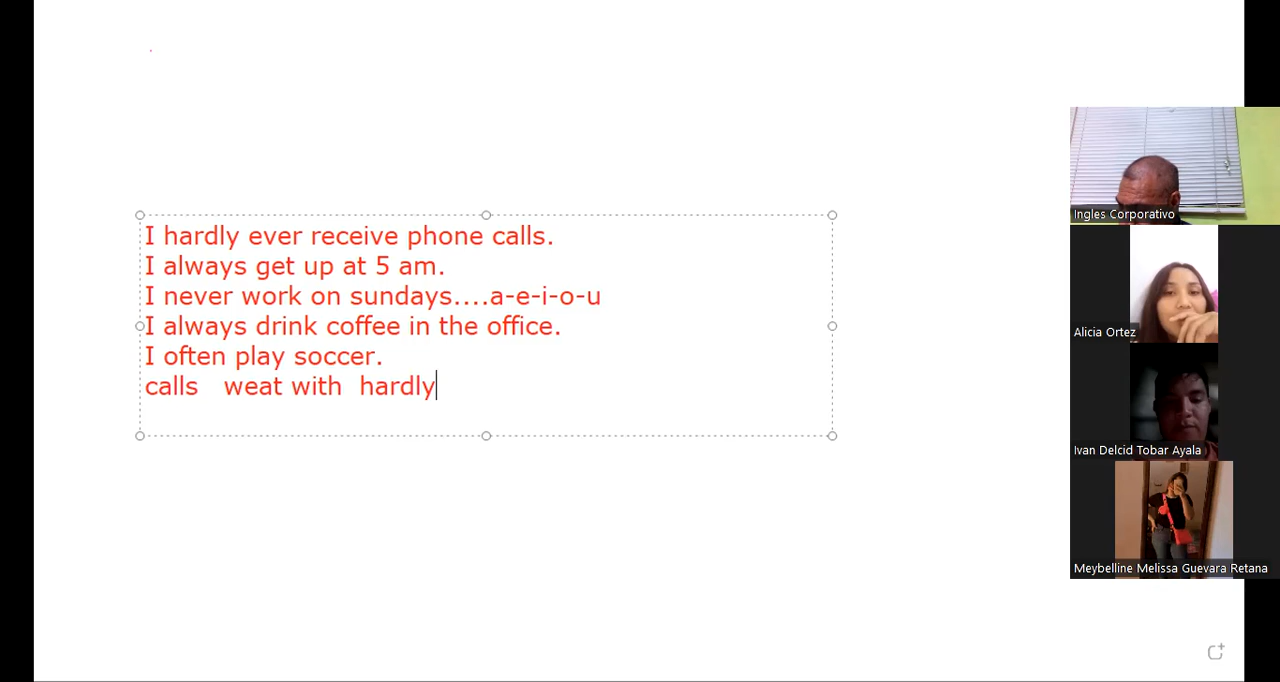 I hardly ever receive phone calls.
I always get up at 5 am.
I never work on sundays....a-e-i-o-u
I always drink coffee in the office.
I often play soccer.
calls   weat with  hardly
Ingles Corporativo
Alicia Ortez
Ivan Delcid Tobar Ayala
Meybelline Melissa Guevara Retana